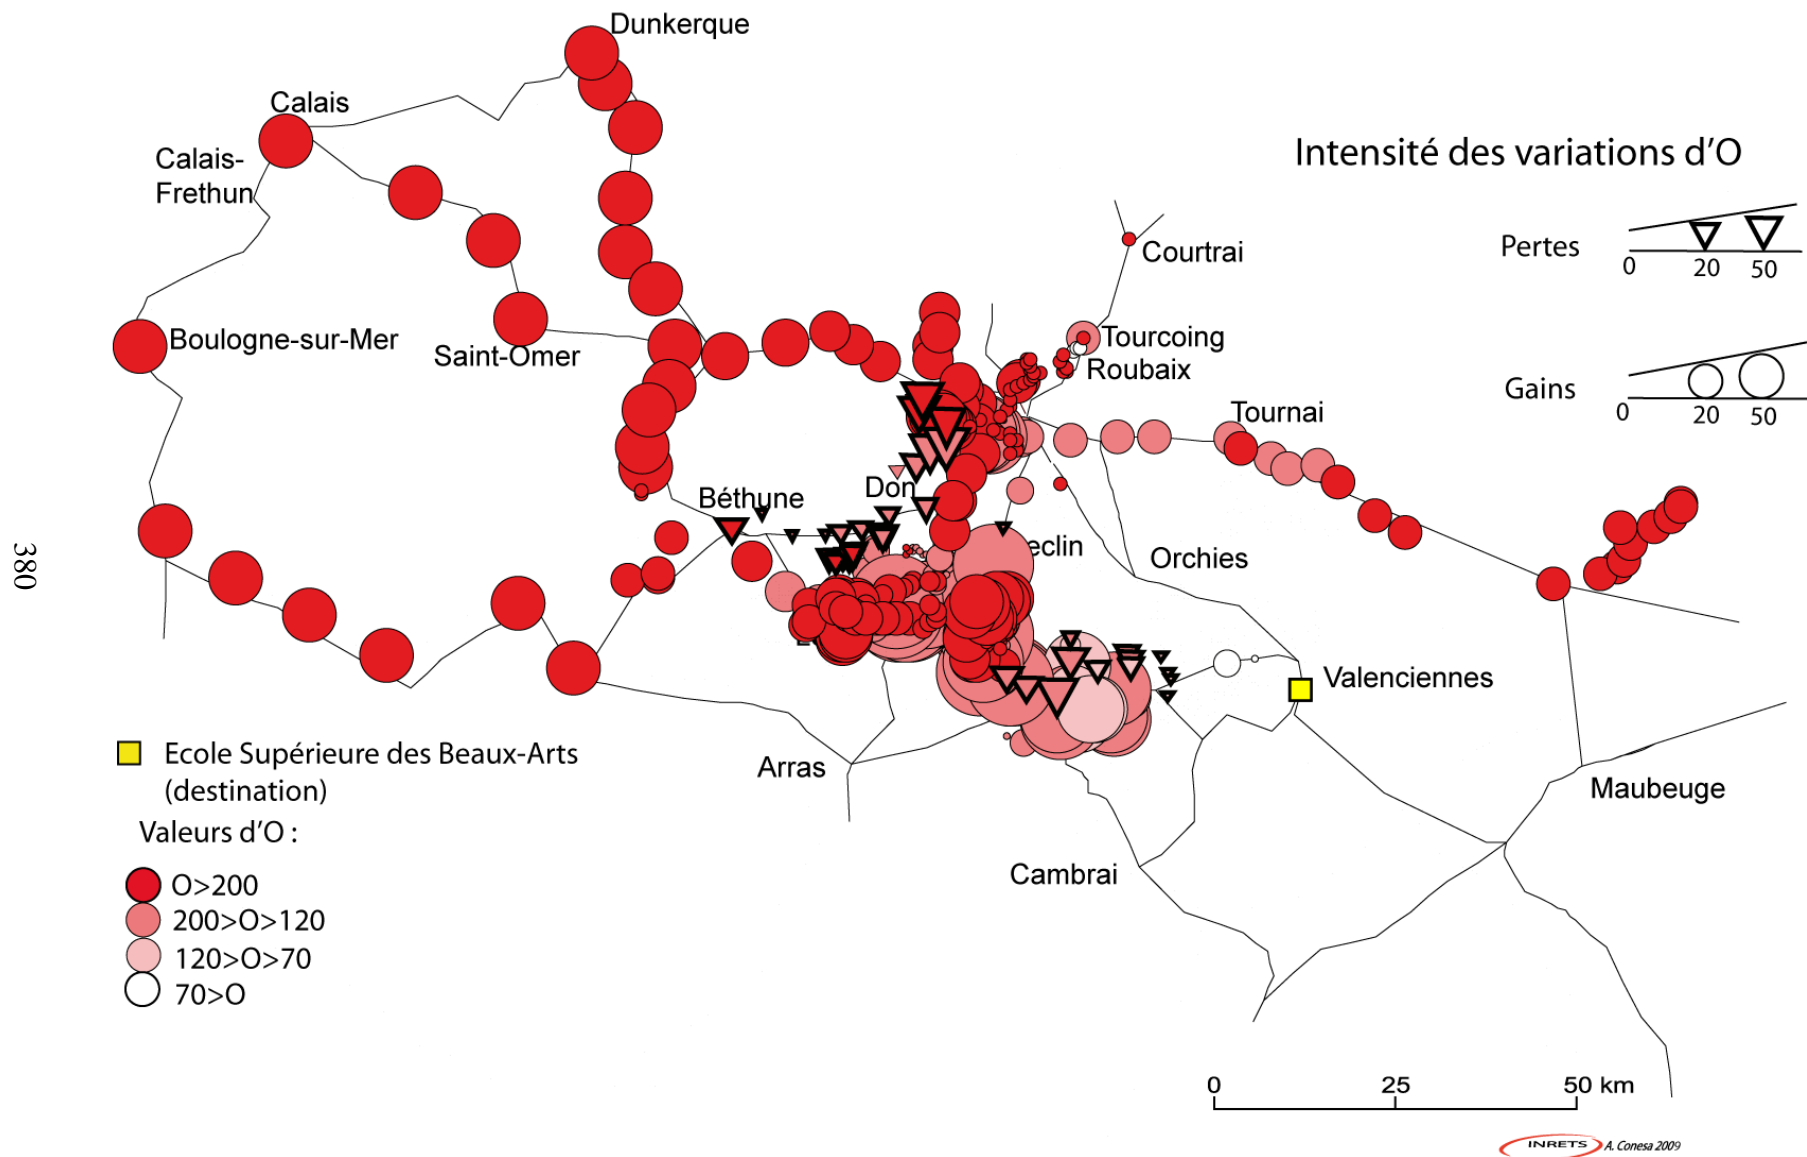 Dunkerque
Calais
Calais-
Frethun
Intensité des variations d'O
Courtrai
Pertes
0 20 50
Boulogne-sur-Mer
Saint-Omer
Tourcoing
Roubaix
Gains
0 20 50
Tournai
Béthune
Don
eclin
Orchies
380
Valenciennes
Ecole Supérieure des Beaux-Arts
(destination)
Arras
Maubeuge
Valeurs d'O :
Cambrai
O>200
200>O>120
120>O>70
70>O
0 25 50 km
INRETS A. Conesa 2009